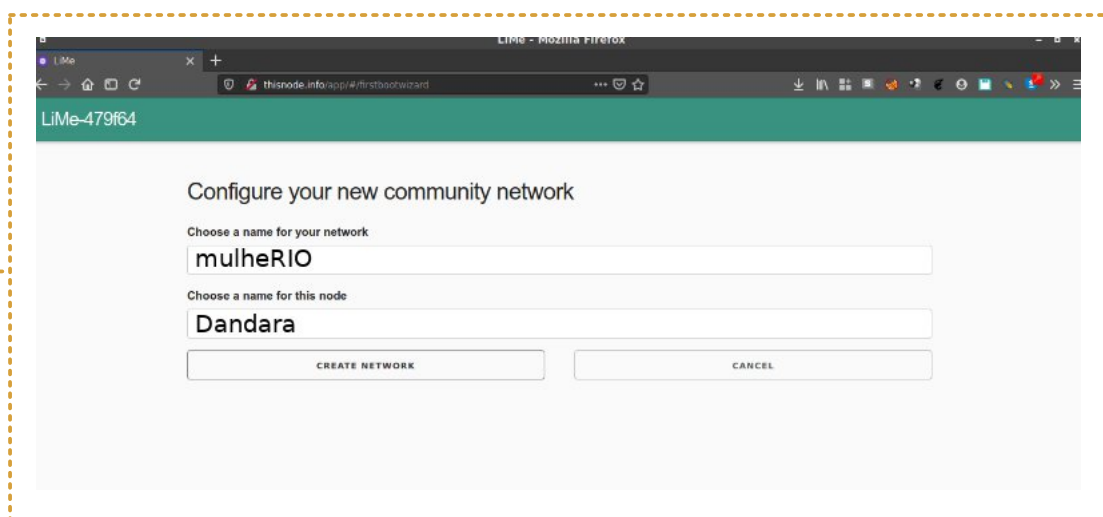 LiMe - Mozilla Firefox
LiMe
thisnode.info/app/#/firstbootwizard
LiMe-479f64
Configure your new community network
Choose a name for your network
mulheRIO
Choose a name for this node
Dandara
CREATE NETWORK
CANCEL